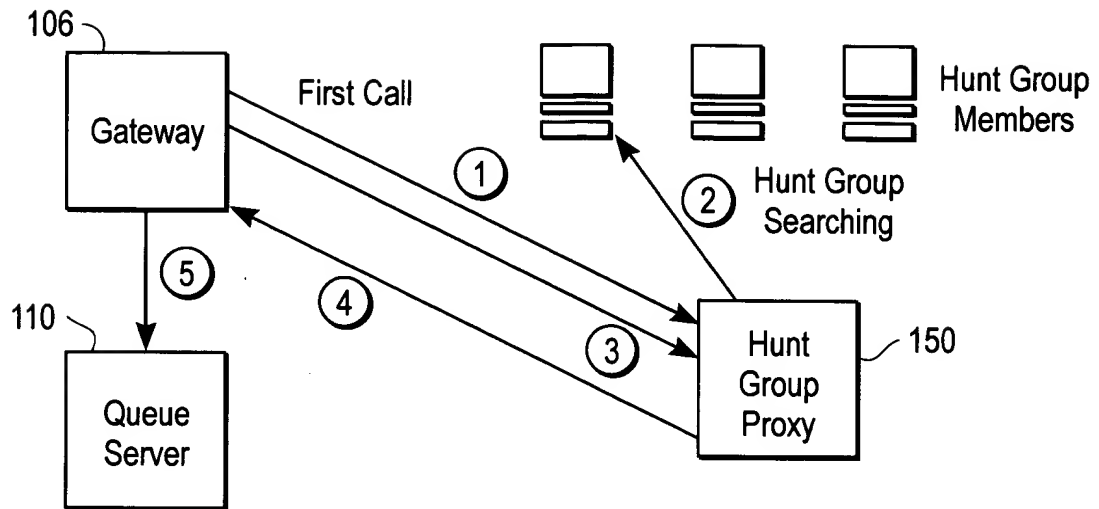 106
Gateway
First Call
Hunt Group
Members
1
2
Hunt Group
Searching
5
4
3
110
Queue
Server
Hunt
Group
Proxy
150